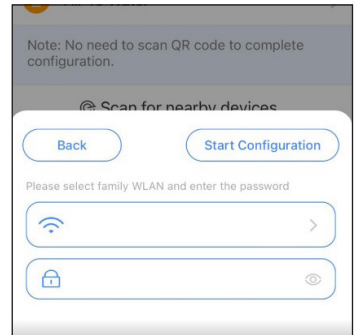 Note: No need to scan QR code to complete
configuration.
Scan for nearby devices
Back
Start Configuration
Please select family WLAN and enter the password